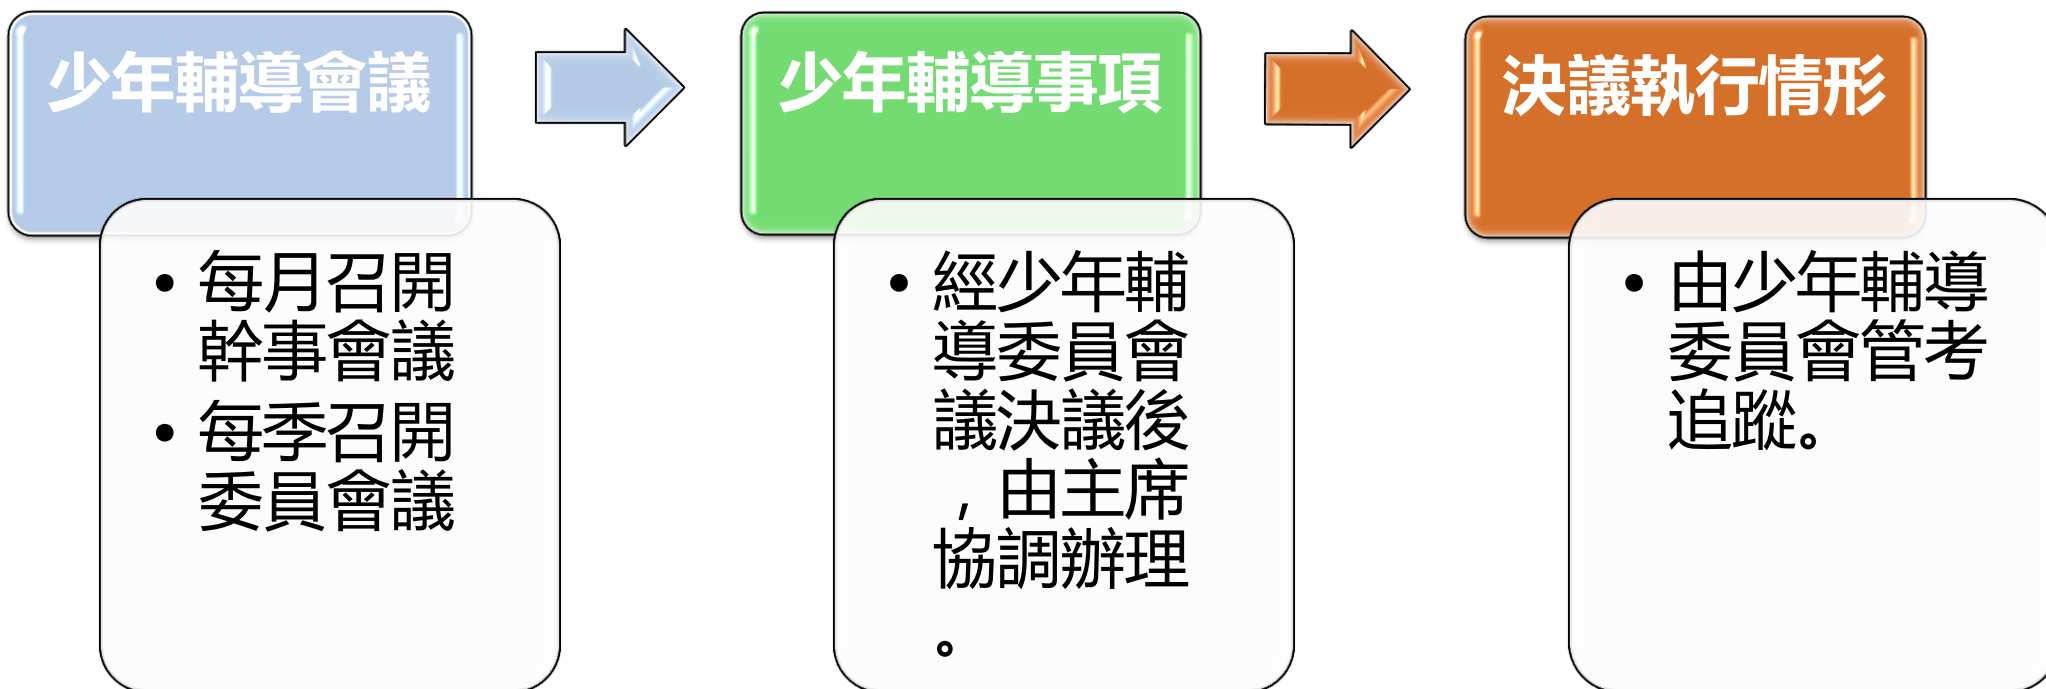 少年輔導會議
• 每月召開
幹事會議
• 每季召開
委員會議
少年輔導事項
• 經少年輔
導委員會
議決議後
，由主席
協調辦理
。
決議執行情形
• 由少年輔導
委員會管考
追蹤。